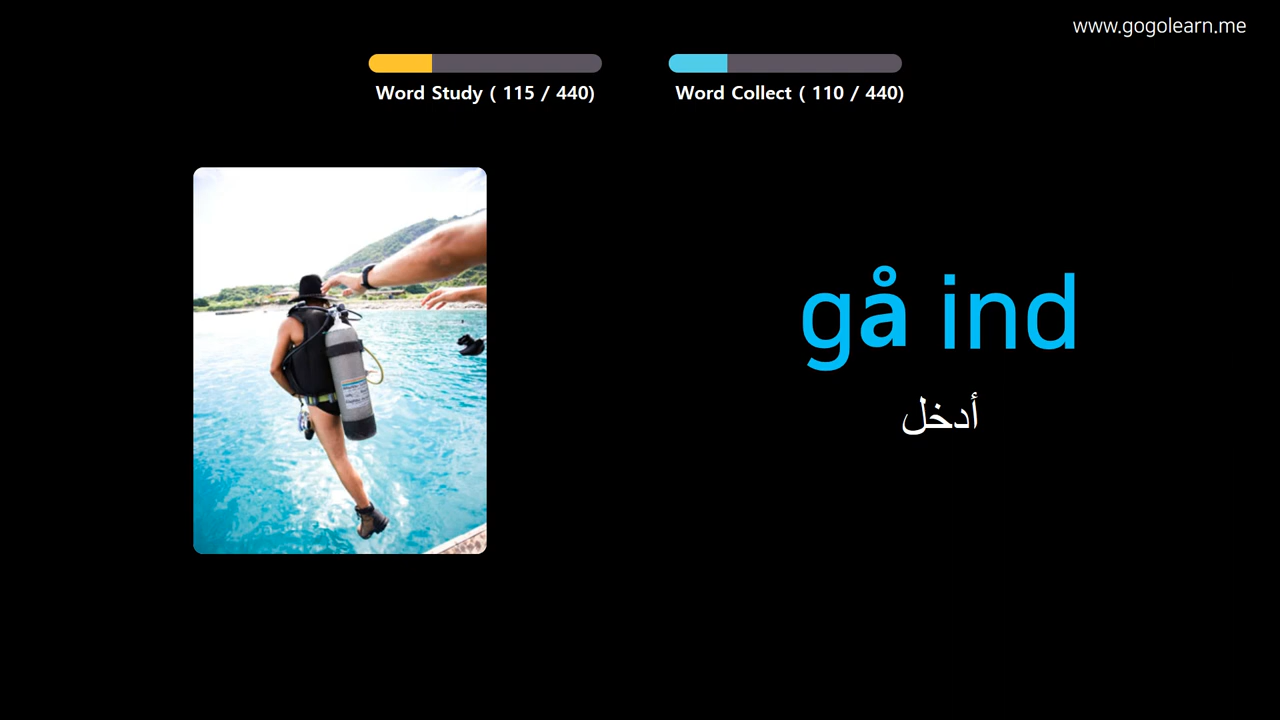 www.gogolearn.me
Word Study ( 115 / 440)
Word Collect ( 110 / 440)
gå ind
أدخل